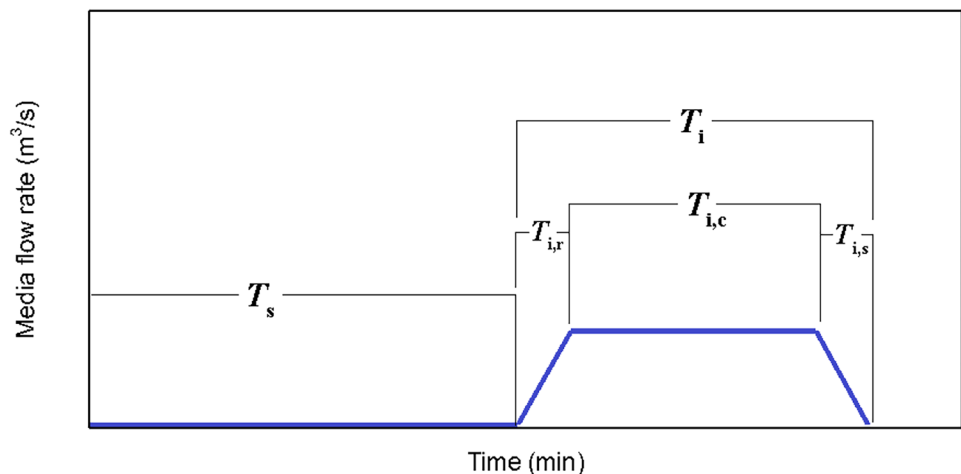 Media flow rate (m³/s)
T_i
T_i,c
T_i,r
T_i,s
T_s
Time (min)